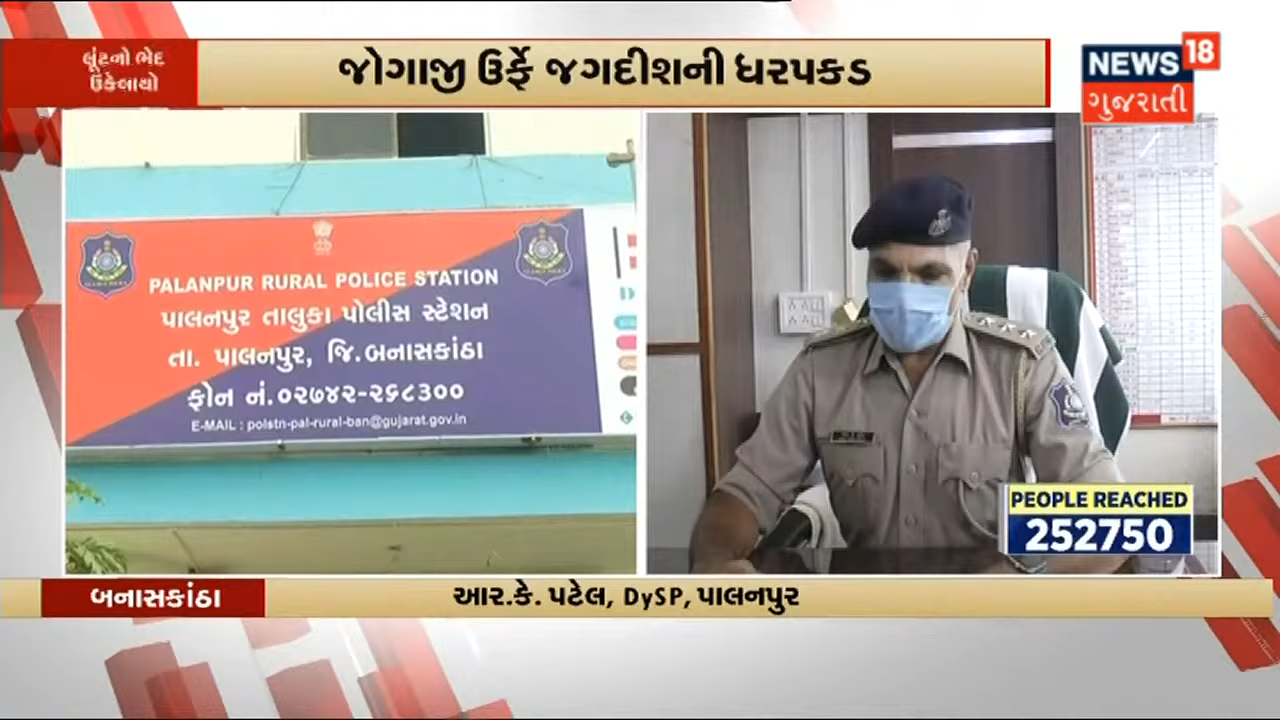 લૂંટનો ભેદ
ઉકેલાયો
જોગાજી ઉર્ફે જગદીશની ધરપકડ
NEWS 18
ગુજરાતી
PALANPUR RURAL POLICE STATION
પાલનપુર તાલુકા પોલીસ સ્ટેશન
તા. પાલનપુર, જિ.બનાસકાંઠા
ફોન નં.૦૨૭૪૨-૨૬૮૩૦૦
E-MAIL : polstn-pal-rural-ban@gujarat.gov.in
PEOPLE REACHED
252750
બનાસકાંઠા
આર.કે. પટેલ, DySP, પાલનપુર